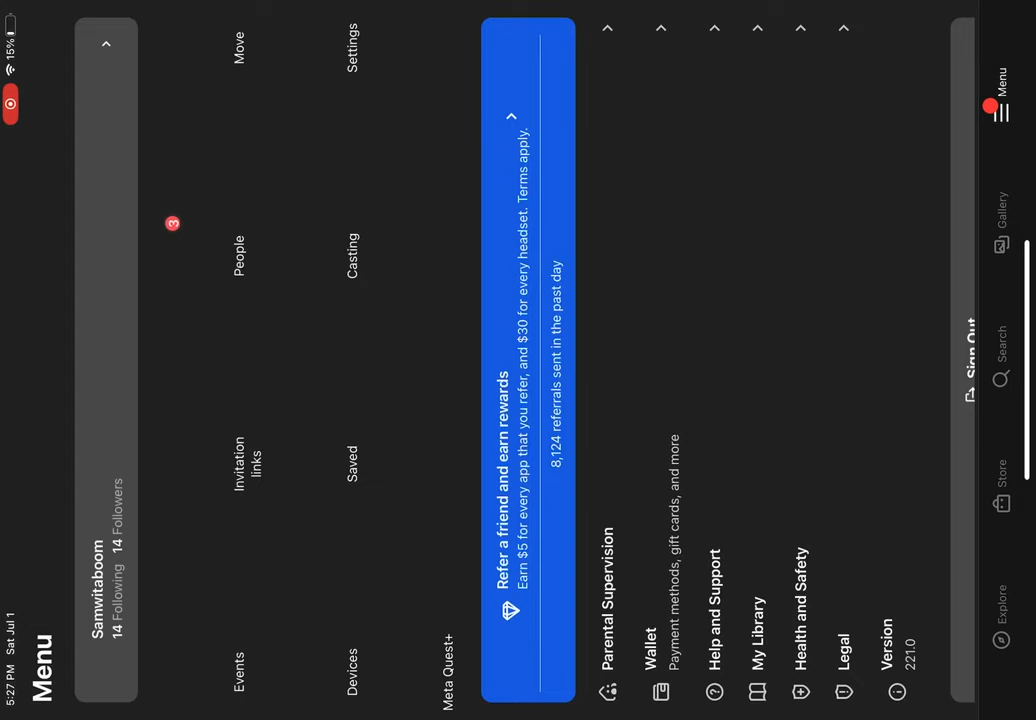 5:27 PM Sat Jul 1
15%
Menu
Samwitaboom
14 Following 14 Followers
3
Events
Invitation
links
People
Move
Devices
Saved
Casting
Settings
Meta Quest+
Refer a friend and earn rewards
Earn $5 for every app that you refer, and $30 for every headset. Terms apply.
8,124 referrals sent in the past day
Parental Supervision
Wallet
Payment methods, gift cards, and more
Help and Support
My Library
Health and Safety
Legal
Version
221.0
Sign Out
Explore
Store
Search
Gallery
Menu